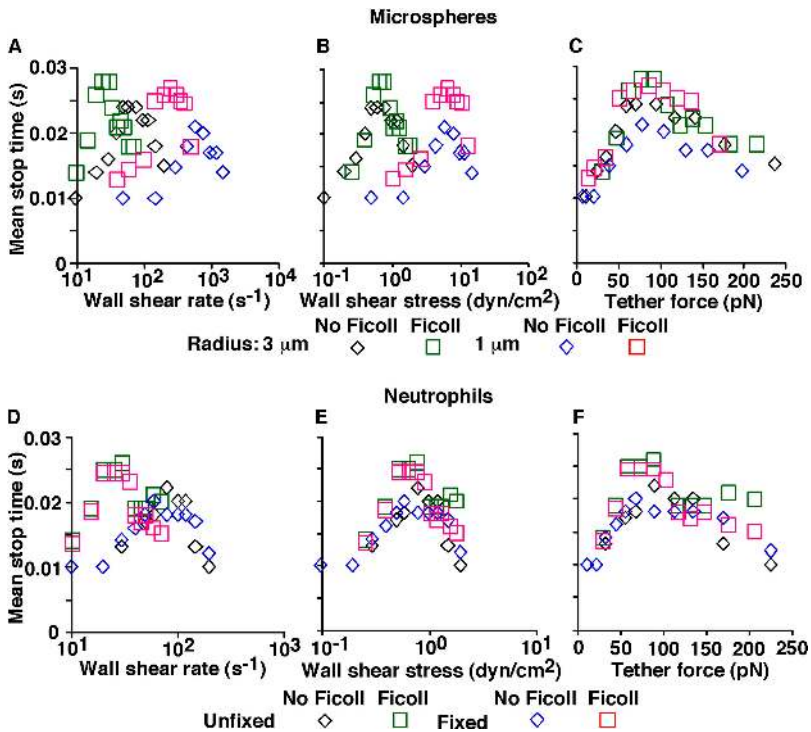 Microspheres
A B C
Mean stop time (s)
0.03
0.02
0.01
0
10¹ 10² 10³ 10⁴
Wall shear rate (s⁻¹)
10⁻¹ 10⁰ 10¹ 10²
Wall shear stress (dyn/cm²)
0 50 100 150 200 250
Tether force (pN)
No Ficoll Ficoll No Ficoll Ficoll
Radius: 3 μm 1 μm
Neutrophils
D E F
Mean stop time (s)
0.03
0.02
0.01
0
10¹ 10² 10³
Wall shear rate (s⁻¹)
10⁻¹ 10⁰ 10¹
Wall shear stress (dyn/cm²)
0 50 100 150 200 250
Tether force (pN)
No Ficoll Ficoll No Ficoll Ficoll
Unfixed Fixed